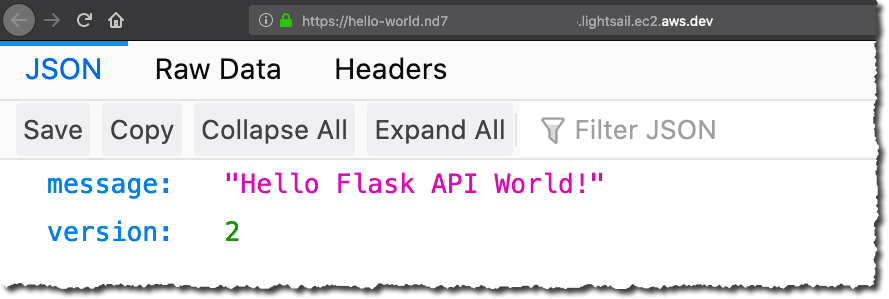 https://hello-world.nd7 .lightsail.ec2.aws.dev
JSON Raw Data Headers
Save Copy Collapse All Expand All Filter JSON
message: "Hello Flask API World!"
version: 2